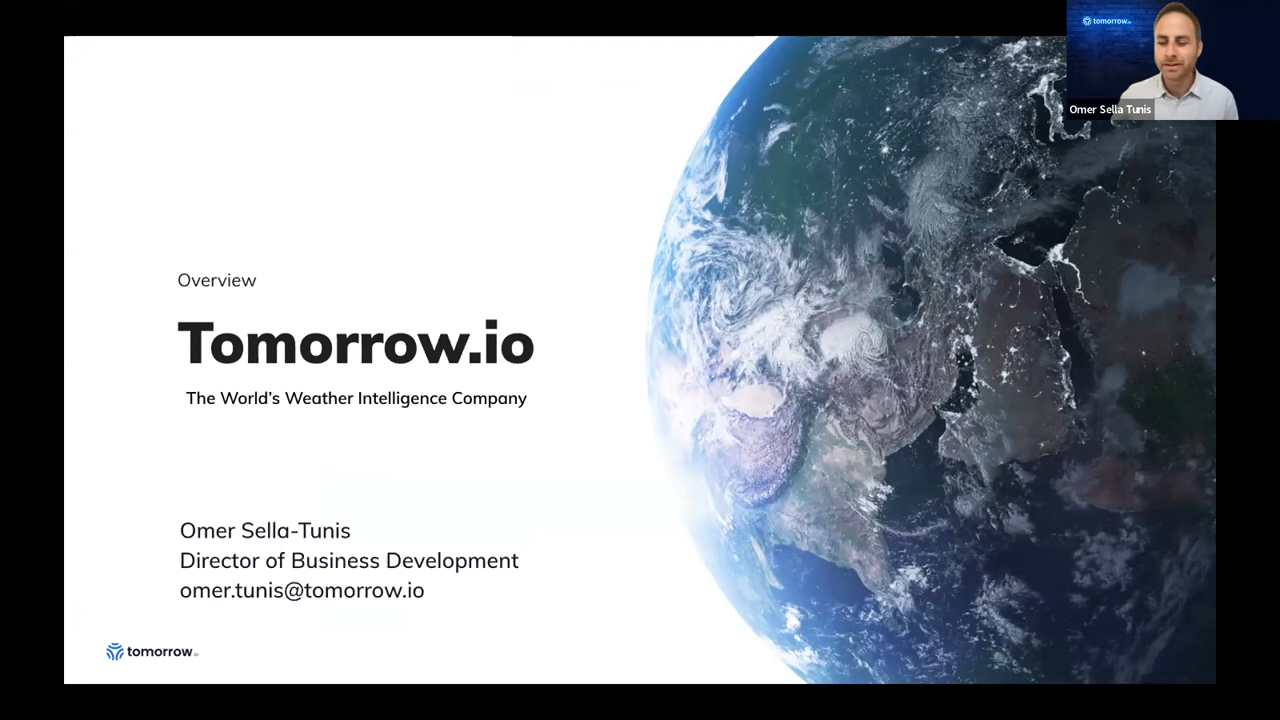 tomorrow.io
Omer Sella Tunis
Overview
Tomorrow.io
The World's Weather Intelligence Company
Omer Sella-Tunis
Director of Business Development
omer.tunis@tomorrow.io
tomorrow.io